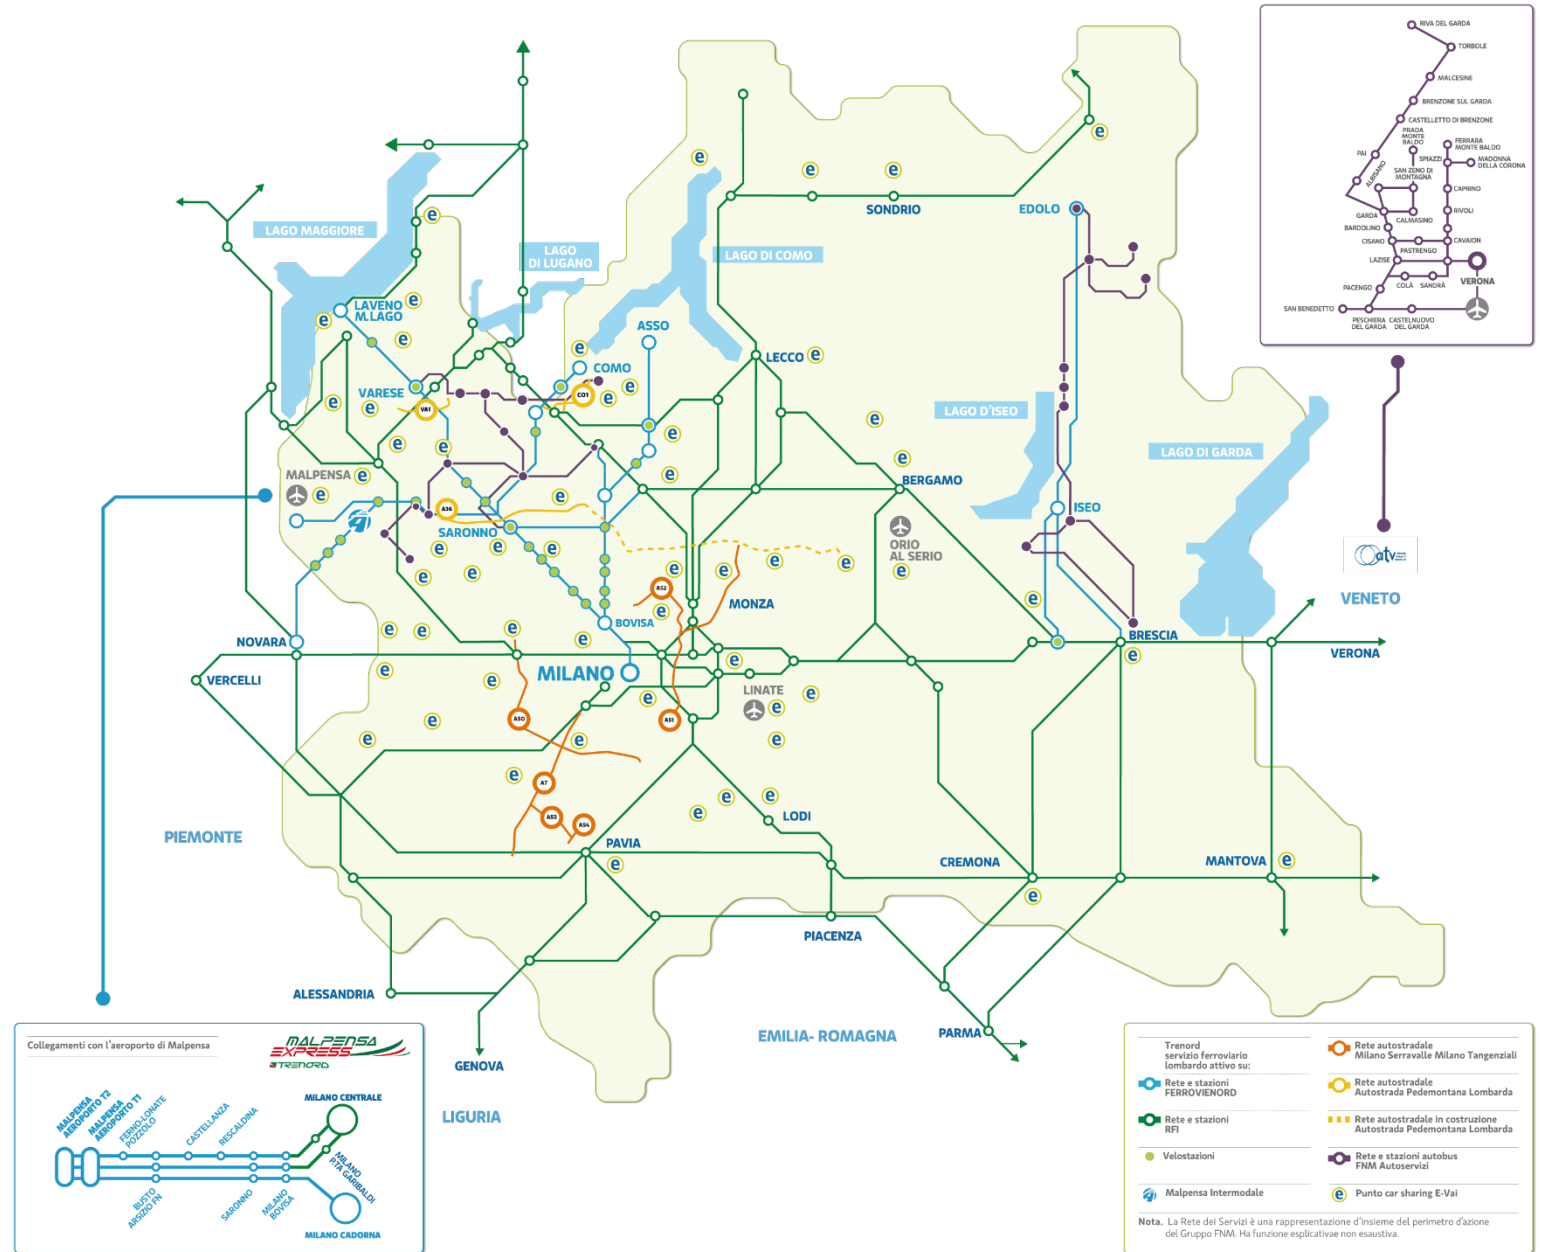 RIVA DEL GARDA
TORBOLE
MALCESINE
BRENZONE SUL GARDA
CASTELLETTO DI BRENZONE
PRADA
MONTE
BALDO
FERRARA
MONTE BALDO
PAI
SPIAZZI
MADONNA
DELLA CORONA
ALBISANO
SAN ZENO DI
MONTAGNA
CAPRINO
GARDA
CALMASINO
RIVOLI
BARDOLINO
CISANO
CAVAION
PASTRENGO
LAZISE
COLÀ
SANDRÀ
VERONA
PACENGO
SAN BENEDETTO
PESCHIERA
DEL GARDA
CASTELNUOVO
DEL GARDA
atv
VENETO
LAGO MAGGIORE
LAGO
DI LUGANO
LAGO DI COMO
SONDRIO
EDOLO
LAVENO
M.LAGO
ASSO
COMO
LECCO
VARESE
VA1
CO1
LAGO D'ISEO
LAGO DI GARDA
MALPENSA
BERGAMO
ISEO
A36
SARONNO
ORIO
AL SERIO
A52
MONZA
BOVISA
NOVARA
BRESCIA
VERONA
VERCELLI
MILANO
LINATE
A50
A51
A7
A53
A54
LODI
PIEMONTE
PAVIA
CREMONA
MANTOVA
PIACENZA
ALESSANDRIA
GENOVA
EMILIA- ROMAGNA
PARMA
LIGURIA
Collegamenti con l'aeroporto di Malpensa
MALPENSA
EXPRESS
TRENORD
MALPENSA
AEROPORTO T2
MALPENSA
AEROPORTO T1
FERNO-LONATE
POZZOLO
CASTELLANZA
RESCALDINA
MILANO CENTRALE
MILANO
P.TA GARIBALDI
BUSTO
ARSIZIO FN
SARONNO
MILANO
BOVISA
MILANO CADORNA
Trenord
servizio ferroviario
lombardo attivo su:
Rete e stazioni
FERROVIENORD
Rete e stazioni
RFI
Velostazioni
Malpensa Intermodale
Rete autostradale
Milano Serravalle Milano Tangenziali
Rete autostradale
Autostrada Pedemontana Lombarda
Rete autostradale in costruzione
Autostrada Pedemontana Lombarda
Rete e stazioni autobus
FNM Autoservizi
e
Punto car sharing E-Vai
Nota. La Rete dei Servizi è una rappresentazione d'insieme del perimetro d'azione
del Gruppo FNM. Ha funzione esplicativae non esaustiva.